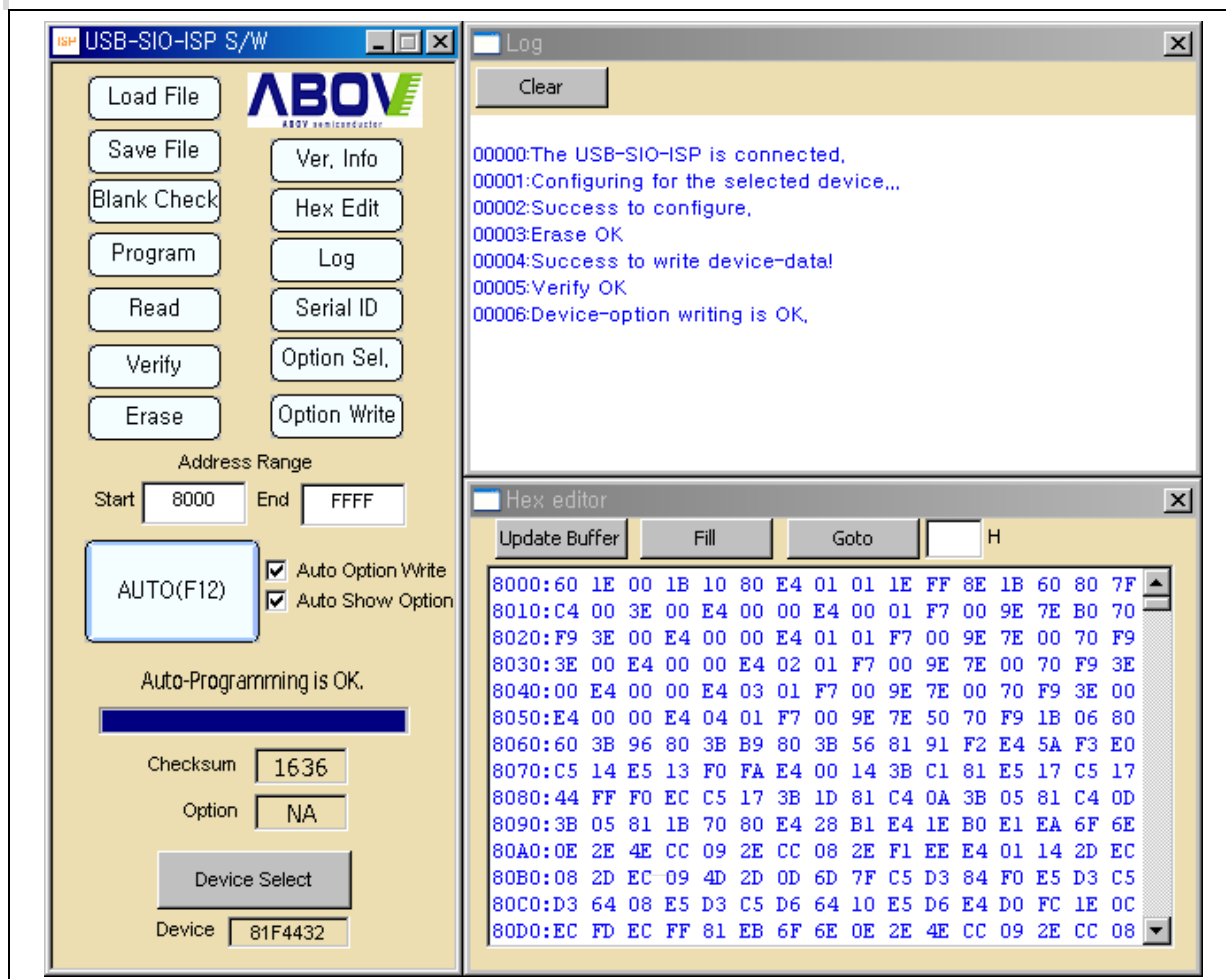 ISP USB-SIO-ISP S/W
Load File
ABOV
ABOV semiconductor
Save File
Ver, Info
Blank Check
Hex Edit
Program
Log
Read
Serial ID
Verify
Option Sel,
Erase
Option Write
Address Range
Start 8000 End FFFF
AUTO(F12)
Auto Option Write
Auto Show Option
Auto-Programming is OK.
Checksum 1636
Option NA
Device Select
Device 81F4432
Log
Clear
00000:The USB-SIO-ISP is connected,
00001:Configuring for the selected device,,,
00002:Success to configure,
00003:Erase OK
00004:Success to write device-data!
00005:Verify OK
00006:Device-option writing is OK,
Hex editor
Update Buffer Fill Goto H
8000:60 1E 00 1B 10 80 E4 01 01 1E FF 8E 1B 60 80 7F
8010:C4 00 3E 00 E4 00 00 E4 00 01 F7 00 9E 7E B0 70
8020:F9 3E 00 E4 00 00 E4 01 01 F7 00 9E 7E 00 70 F9
8030:3E 00 E4 00 00 E4 02 01 F7 00 9E 7E 00 70 F9 3E
8040:00 E4 00 00 E4 03 01 F7 00 9E 7E 00 70 F9 3E 00
8050:E4 00 00 E4 04 01 F7 00 9E 7E 50 70 F9 1B 06 80
8060:60 3B 96 80 3B B9 80 3B 56 81 91 F2 E4 5A F3 E0
8070:C5 14 E5 13 F0 FA E4 00 14 3B C1 81 E5 17 C5 17
8080:44 FF F0 EC C5 17 3B 1D 81 C4 0A 3B 05 81 C4 0D
8090:3B 05 81 1B 70 80 E4 28 B1 E4 1E B0 E1 EA 6F 6E
80A0:0E 2E 4E CC 09 2E CC 08 2E F1 EE E4 01 14 2D EC
80B0:08 2D EC 09 4D 2D 0D 6D 7F C5 D3 84 F0 E5 D3 C5
80C0:D3 64 08 E5 D3 C5 D6 64 10 E5 D6 E4 D0 FC 1E 0C
80D0:EC FD EC FF 81 EB 6F 6E 0E 2E 4E CC 09 2E CC 08